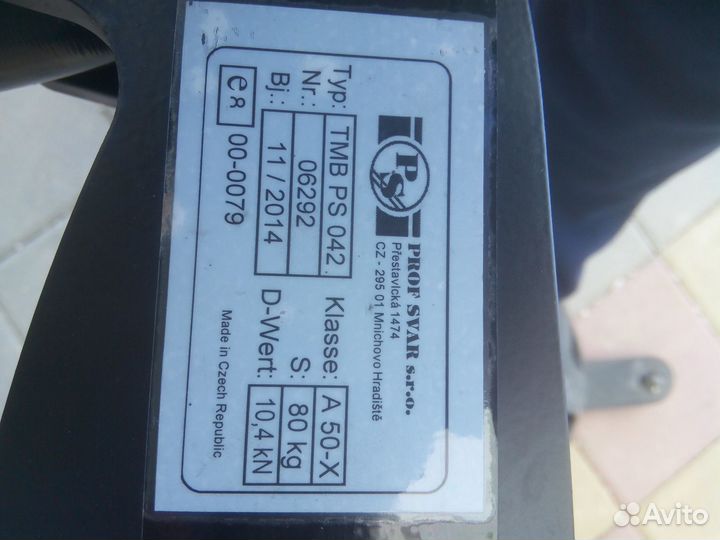 PS
PROF SVAR s.r.o.
Přestavlcká 1474
CZ - 295 01 Mnichovo Hradiště
Typ: TMB PS 042 Klasse: A 50-X
Nr.: 06292 S: 80 kg
Bj.: 11 / 2014 D-Wert: 10,4 kN
e8 00-0079 Made in Czech Republic
Avito